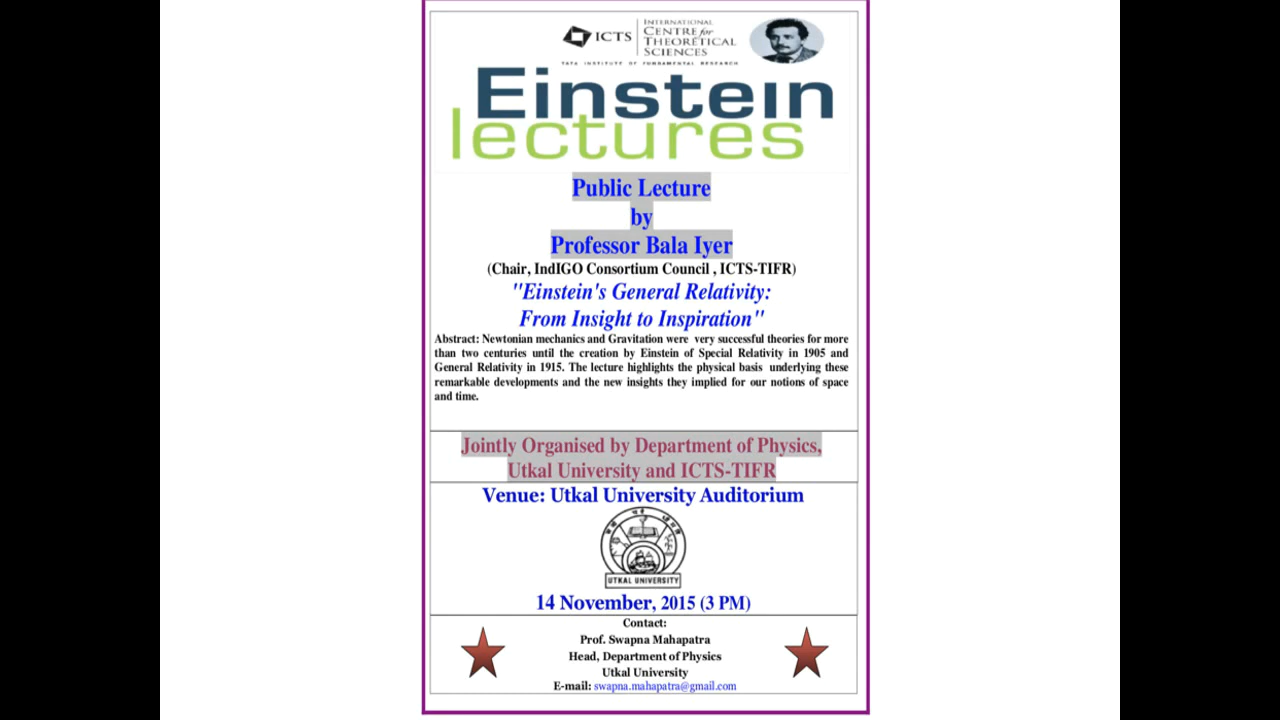 ICTS
INTERNATIONAL
CENTRE for
THEORETICAL
SCIENCES
TATA INSTITUTE OF FUNDAMENTAL RESEARCH
Einstein
lectures
Public Lecture
by
Professor Bala Iyer
(Chair, IndIGO Consortium Council , ICTS-TIFR)
"Einstein's General Relativity:
From Insight to Inspiration"
Abstract: Newtonian mechanics and Gravitation were very successful theories for more
than two centuries until the creation by Einstein of Special Relativity in 1905 and
General Relativity in 1915. The lecture highlights the physical basis underlying these
remarkable developments and the new insights they implied for our notions of space
and time.
Jointly Organised by Department of Physics,
Utkal University and ICTS-TIFR
Venue: Utkal University Auditorium
UTKAL UNIVERSITY
14 November, 2015 (3 PM)
Contact:
Prof. Swapna Mahapatra
Head, Department of Physics
Utkal University
E-mail: swapna.mahapatra@gmail.com